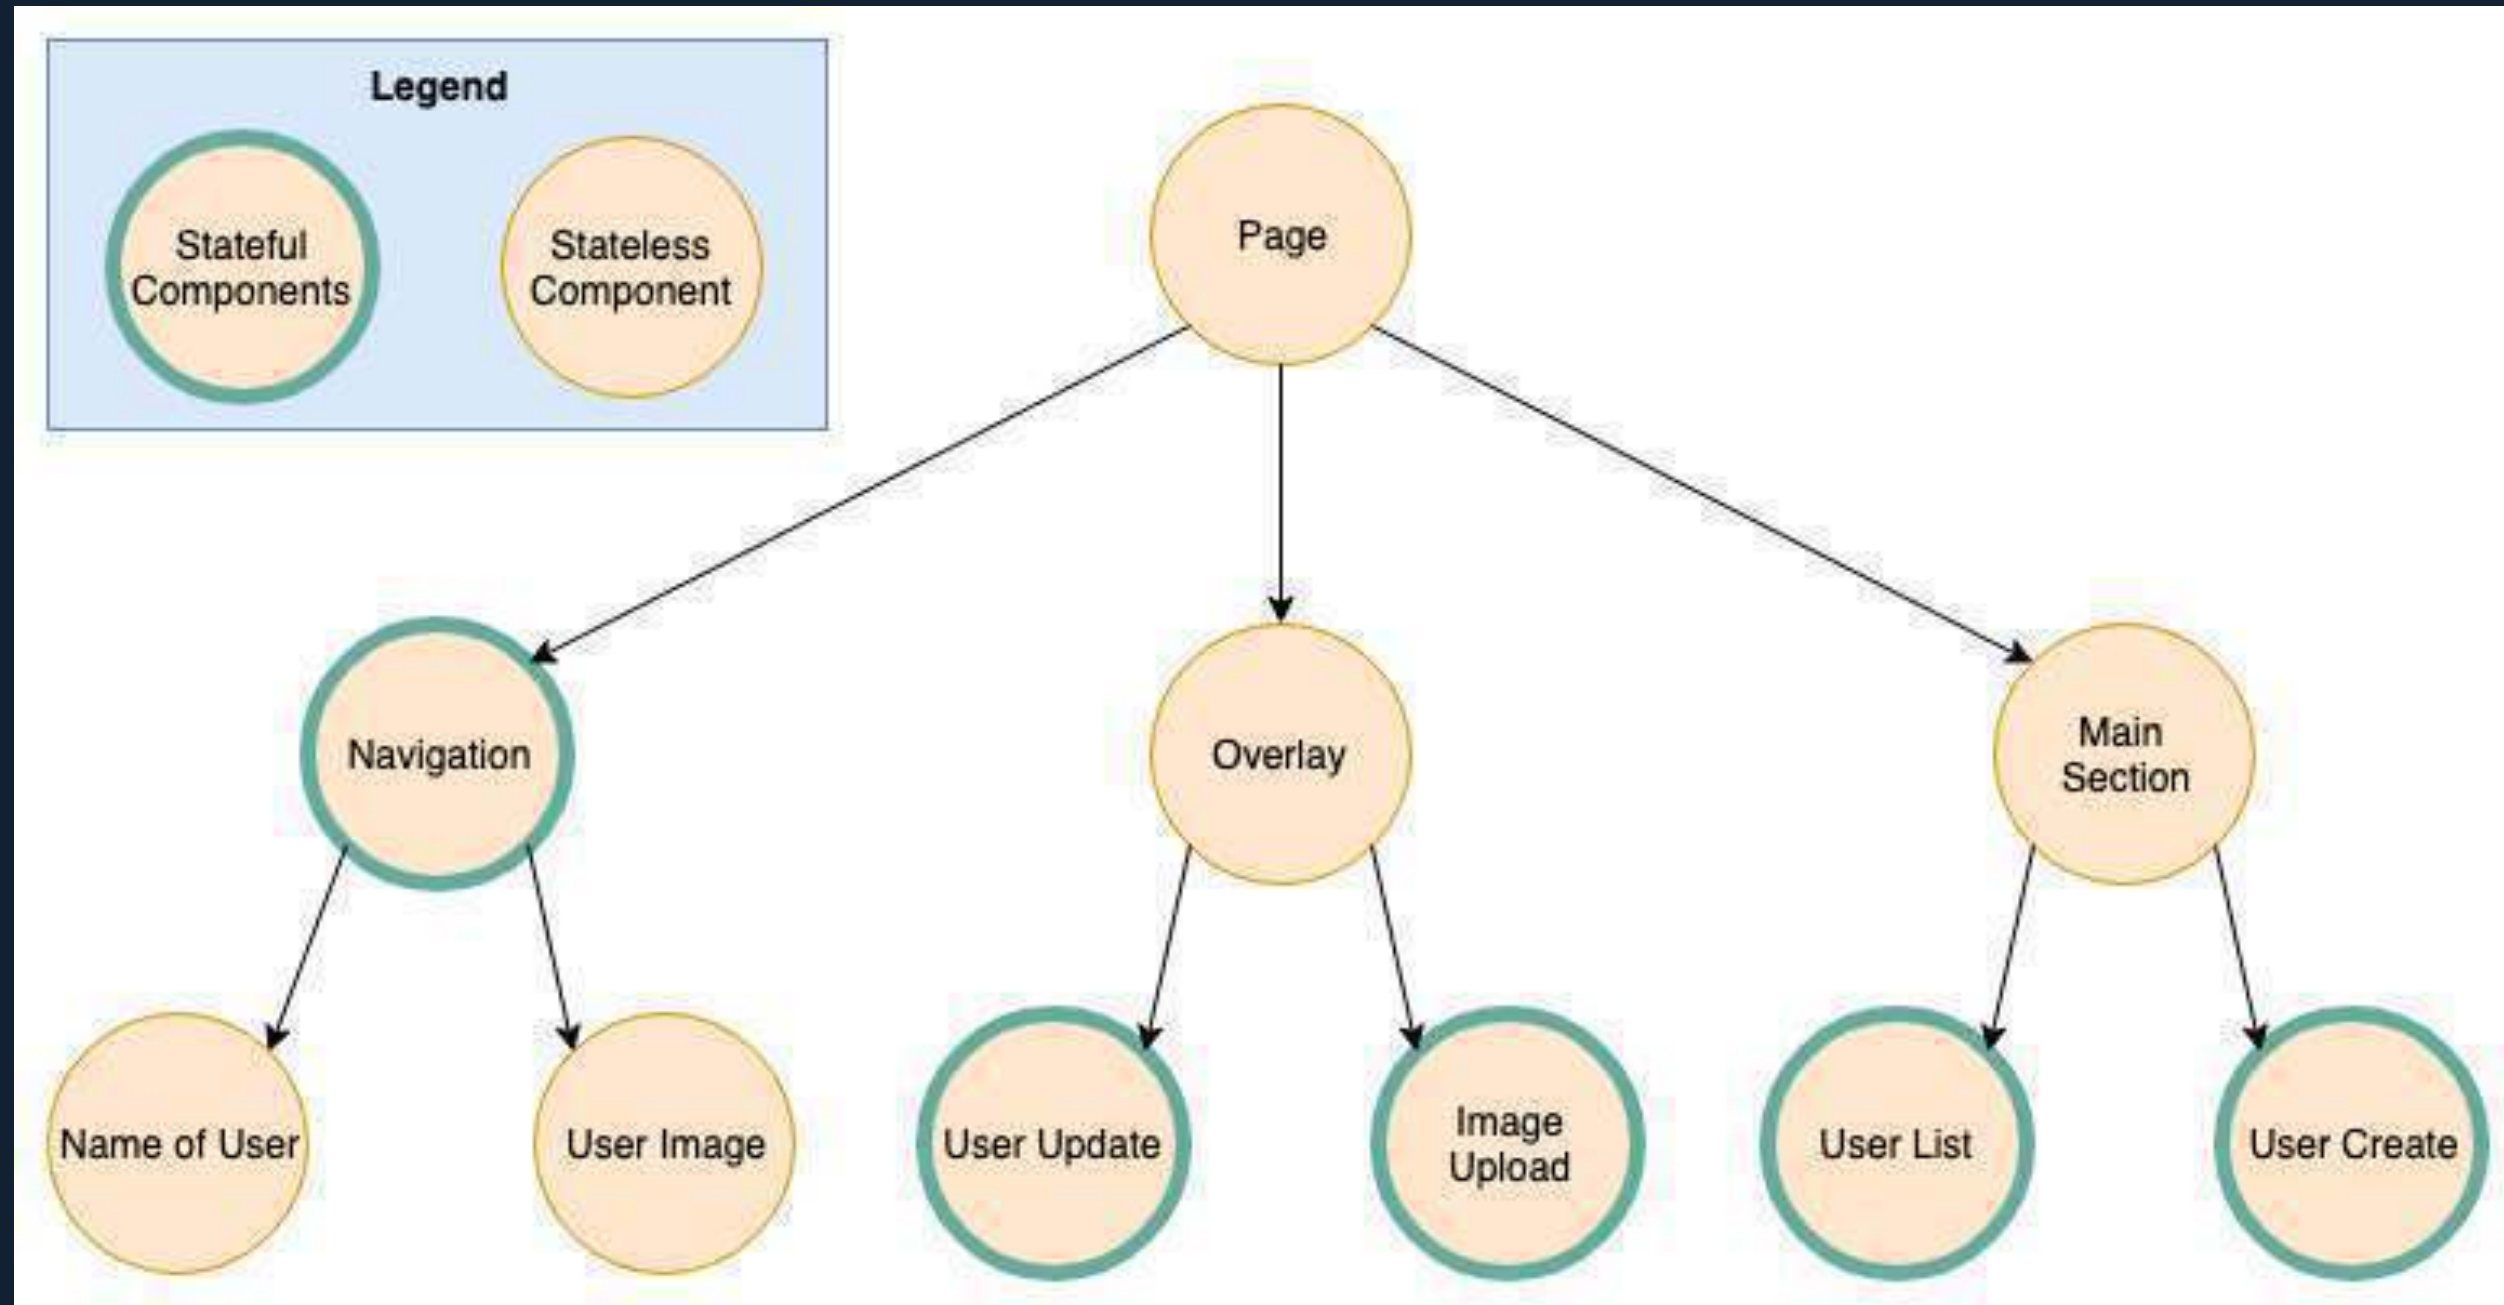 Legend
Stateful
Components
Stateless
Component
Page
Navigation
Overlay
Main
Section
Name of User
User Image
User Update
Image
Upload
User List
User Create